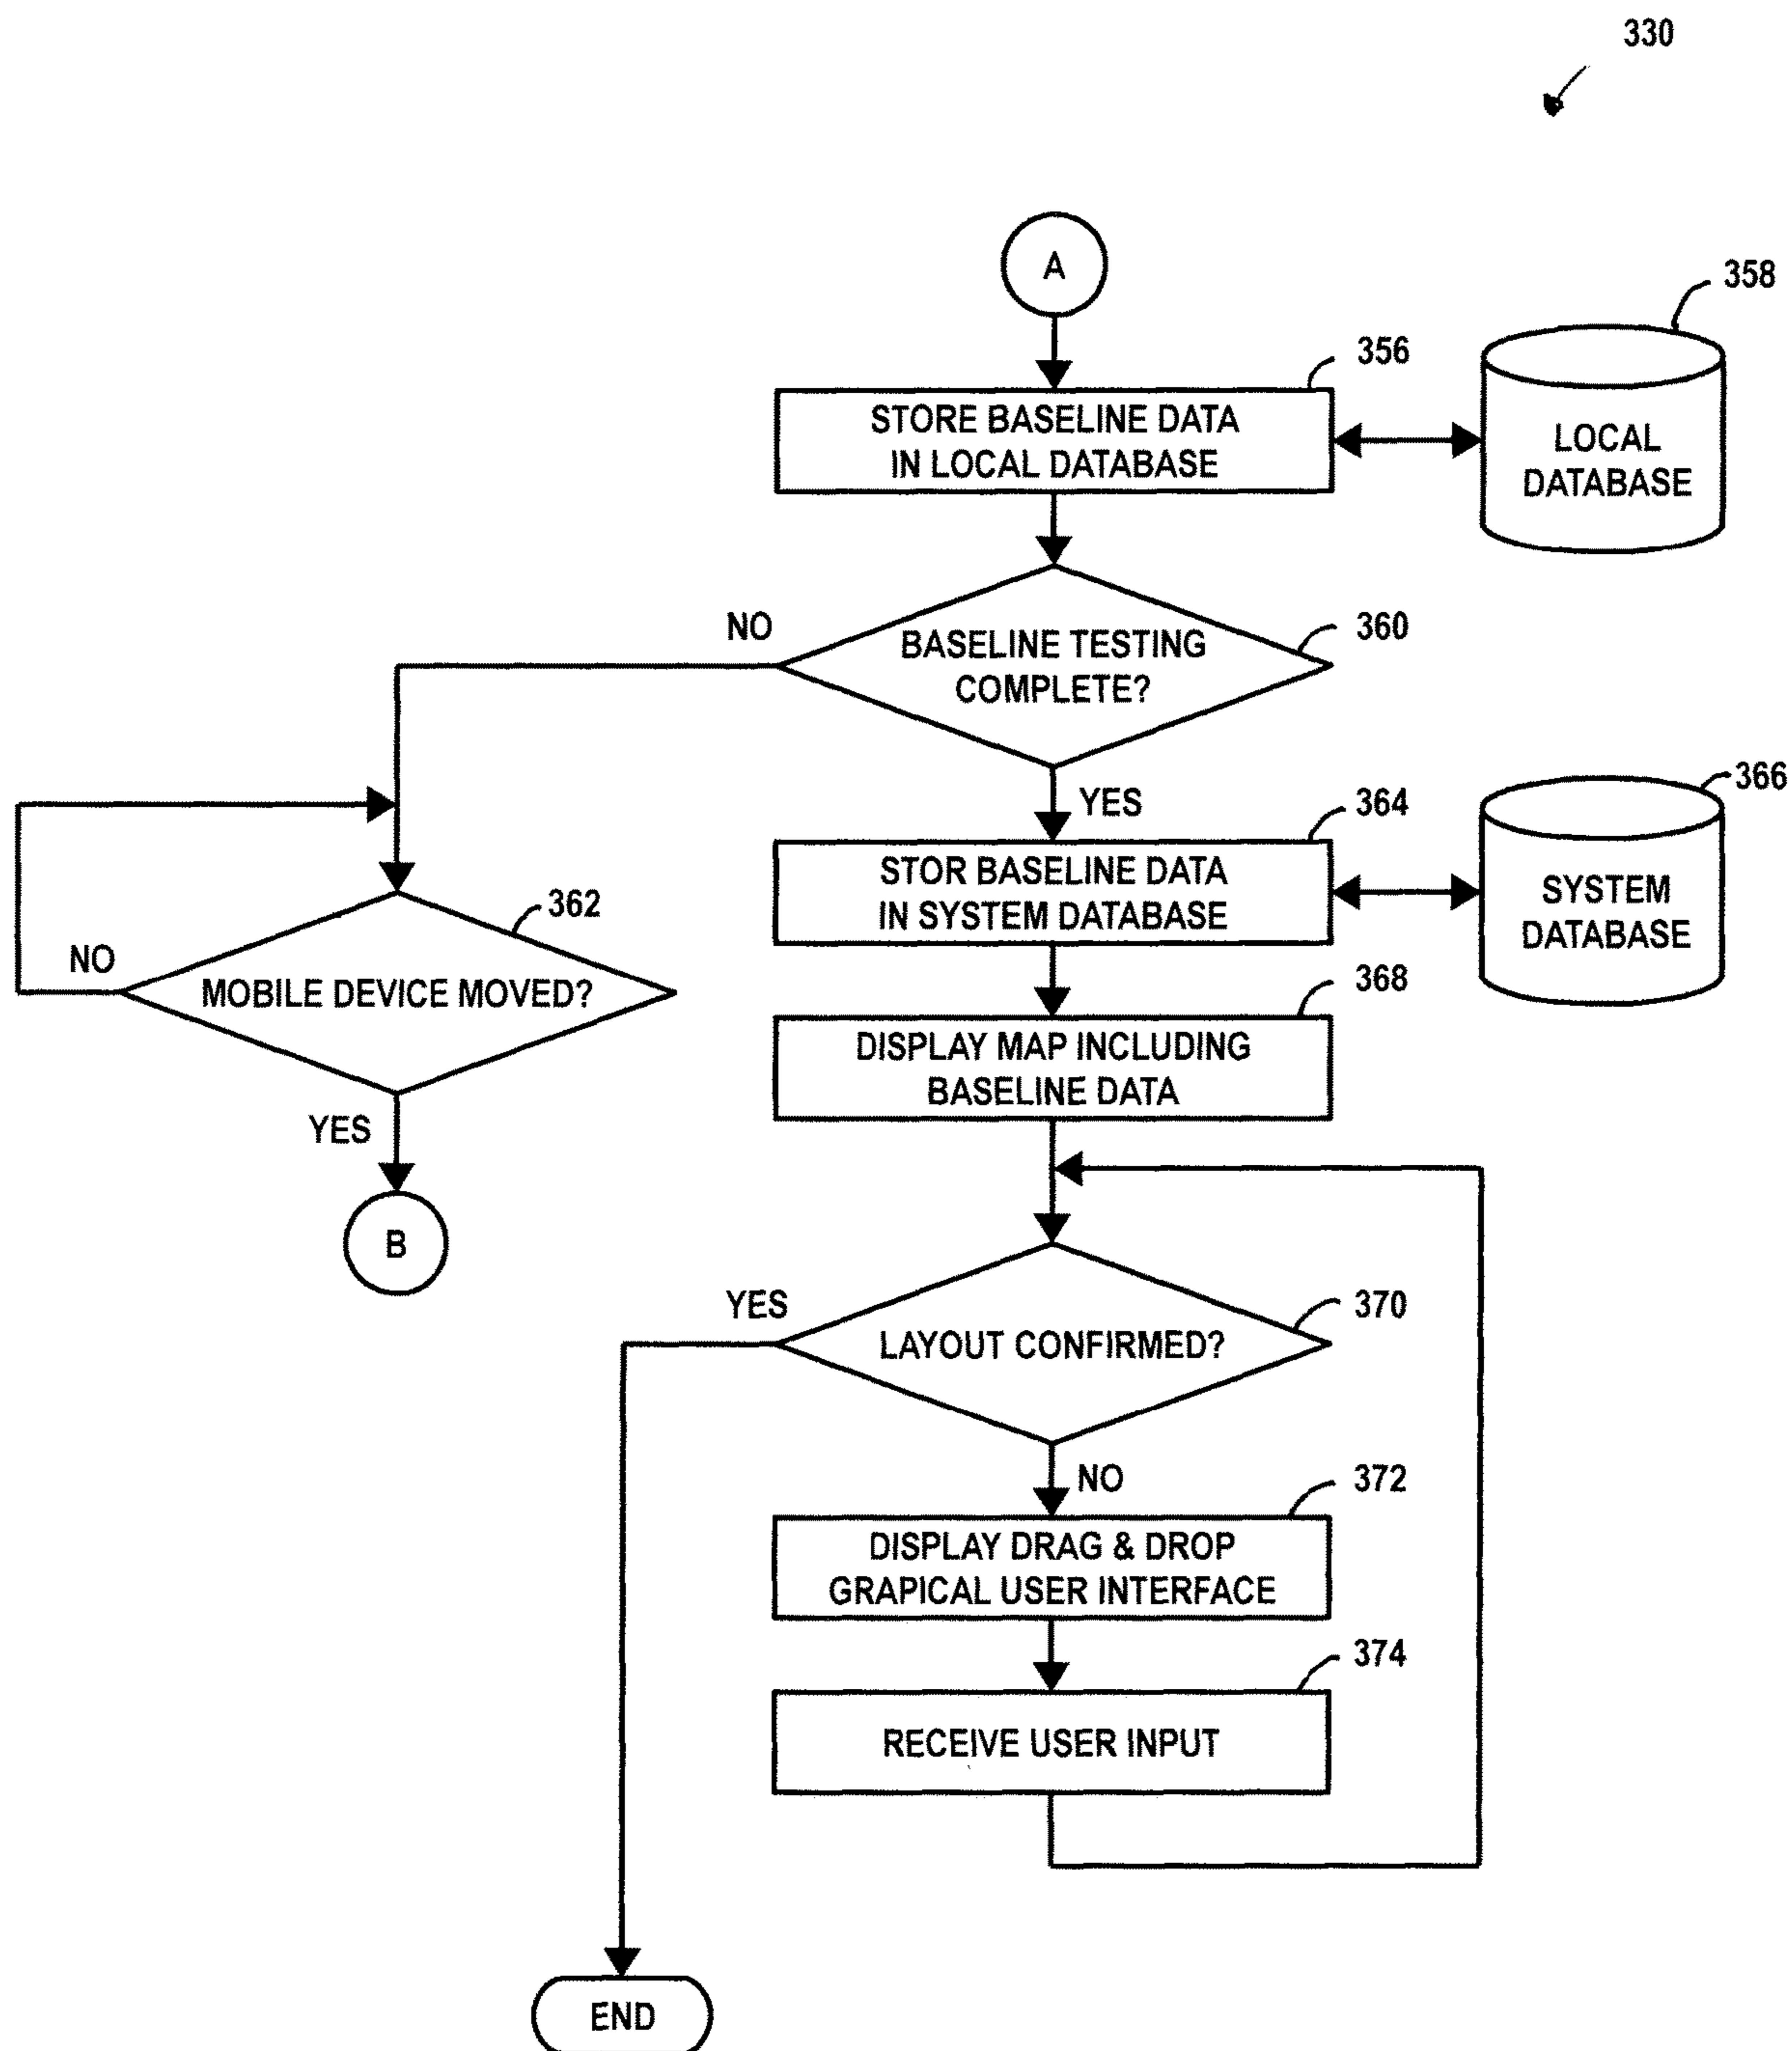 330
A
358
356
STORE BASELINE DATA
IN LOCAL DATABASE
LOCAL
DATABASE
NO
360
BASELINE TESTING
COMPLETE?
366
YES
364
STOR BASELINE DATA
IN SYSTEM DATABASE
SYSTEM
DATABASE
362
NO
MOBILE DEVICE MOVED?
368
DISPLAY MAP INCLUDING
BASELINE DATA
YES
B
YES
370
LAYOUT CONFIRMED?
NO
372
DISPLAY DRAG & DROP
GRAPICAL USER INTERFACE
374
RECEIVE USER INPUT
END